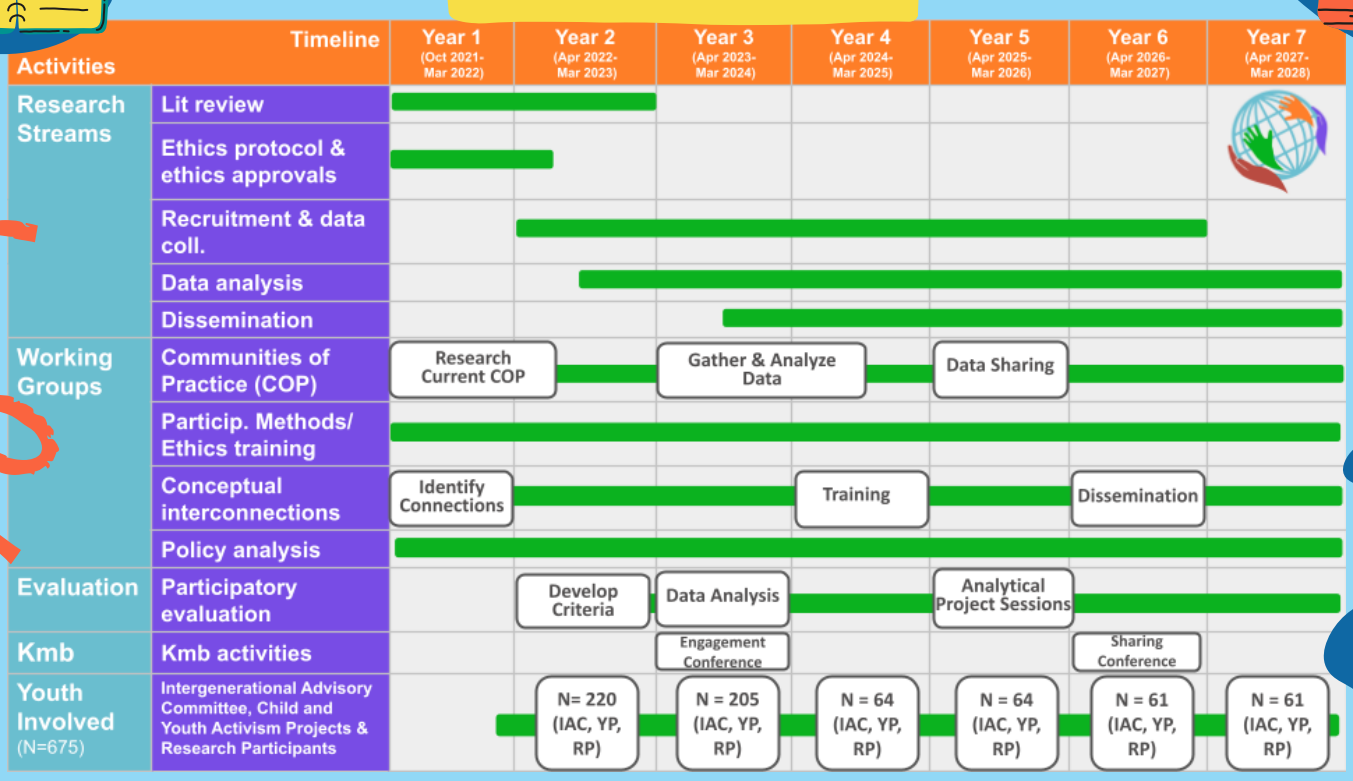 Timeline
Activities
Year 1
(Oct 2021-
Mar 2022)
Year 2
(Apr 2022-
Mar 2023)
Year 3
(Apr 2023-
Mar 2024)
Year 4
(Apr 2024-
Mar 2025)
Year 5
(Apr 2025-
Mar 2026)
Year 6
(Apr 2026-
Mar 2027)
Year 7
(Apr 2027-
Mar 2028)
Research
Streams
Lit review
Ethics protocol &
ethics approvals
Recruitment & data
coll.
Data analysis
Dissemination
Working
Groups
Communities of
Practice (COP)
Research
Current COP
Gather & Analyze
Data
Data Sharing
Particip. Methods/
Ethics training
Conceptual
interconnections
Identify
Connections
Training
Dissemination
Policy analysis
Evaluation
Participatory
evaluation
Develop
Criteria
Data Analysis
Analytical
Project Sessions
Kmb
Kmb activities
Engagement
Conference
Sharing
Conference
Youth
Involved
(N=675)
Intergenerational Advisory
Committee, Child and
Youth Activism Projects &
Research Participants
N= 220
(IAC, YP,
RP)
N = 205
(IAC, YP,
RP)
N = 64
(IAC, YP,
RP)
N = 64
(IAC, YP,
RP)
N = 61
(IAC, YP,
RP)
N = 61
(IAC, YP,
RP)